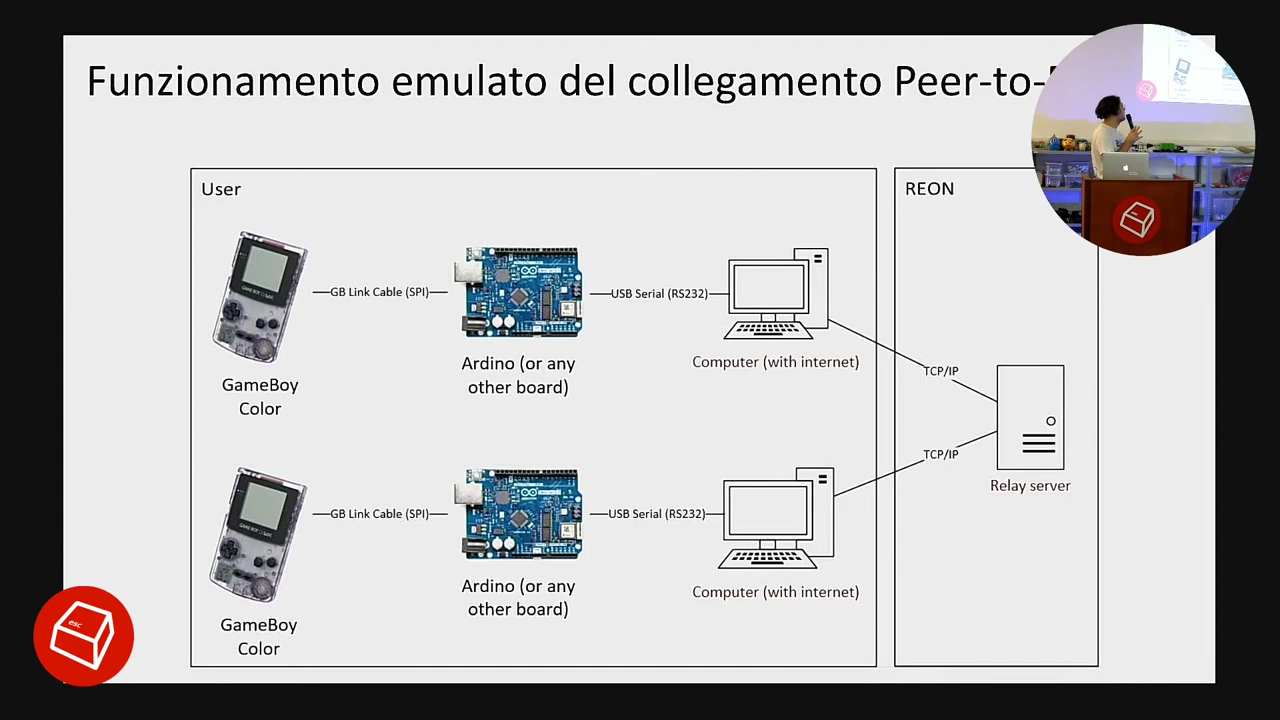 Funzionamento emulato del collegamento Peer-to-
User
REON
GB Link Cable (SPI)
USB Serial (RS232)
GameBoy
Color
Ardino (or any
other board)
Computer (with internet)
TCP/IP
TCP/IP
Relay server
GB Link Cable (SPI)
USB Serial (RS232)
GameBoy
Color
Ardino (or any
other board)
Computer (with internet)
esc